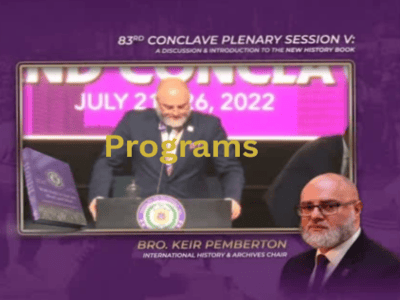 83RD CONCLAVE PLENARY SESSION V:
A DISCUSSION & INTRODUCTION TO THE NEW HISTORY BOOK
ND CONCLA
JULY 21-26, 2022
Programs
BRO. KEIR PEMBERTON
INTERNATIONAL HISTORY & ARCHIVES CHAIR